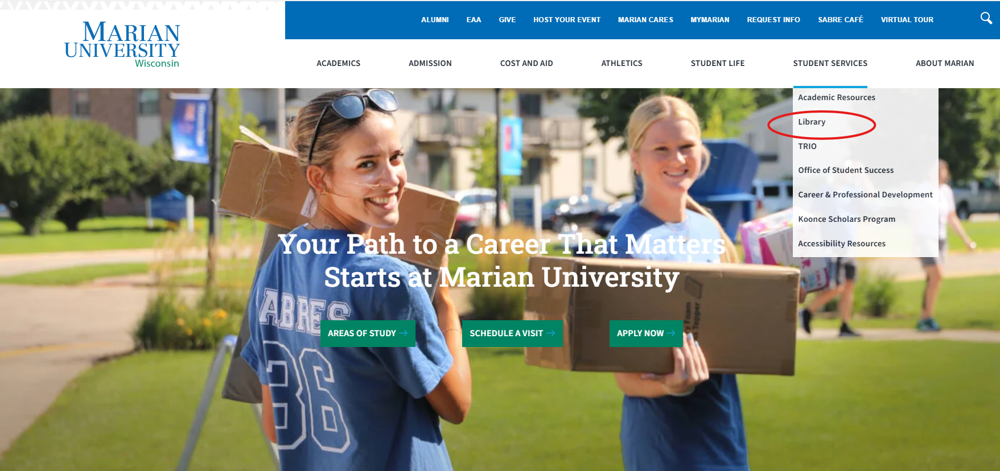 MARIAN
UNIVERSITY
Wisconsin
ALUMNI EAA GIVE HOST YOUR EVENT MARIAN CARES MYMARIAN REQUEST INFO SABRE CAFÉ VIRTUAL TOUR
ACADEMICS ADMISSION COST AND AID ATHLETICS STUDENT LIFE STUDENT SERVICES ABOUT MARIAN
Academic Resources
Library
TRIO
Office of Student Success
Career & Professional Development
Koonce Scholars Program
Accessibility Resources
Your Path to a Career That Matters
Starts at Marian University
AREAS OF STUDY
SCHEDULE A VISIT
APPLY NOW
ABRES
36